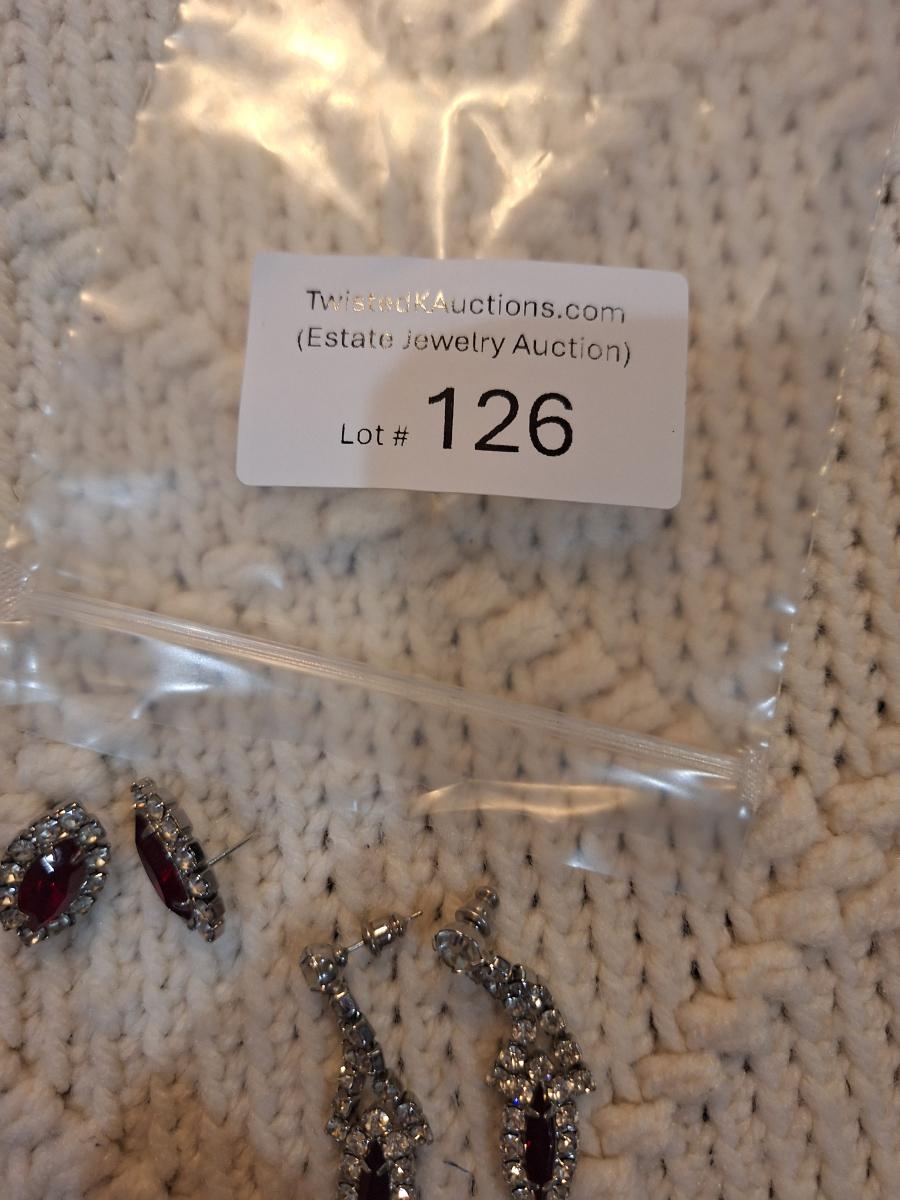 TwistedKAuctions.com
(Estate Jewelry Auction)
Lot # 126